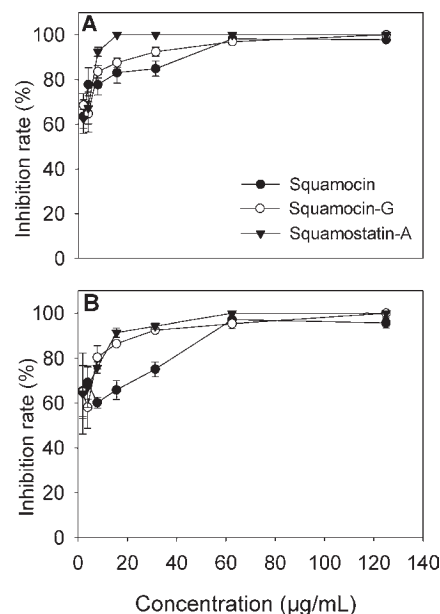 A
100
80
60
40
20
0
Inhibition rate (%)
Squamocin
Squamocin-G
Squamostatin-A
B
100
80
60
40
20
0
Inhibition rate (%)
0 20 40 60 80 100 120 140
Concentration (µg/mL)